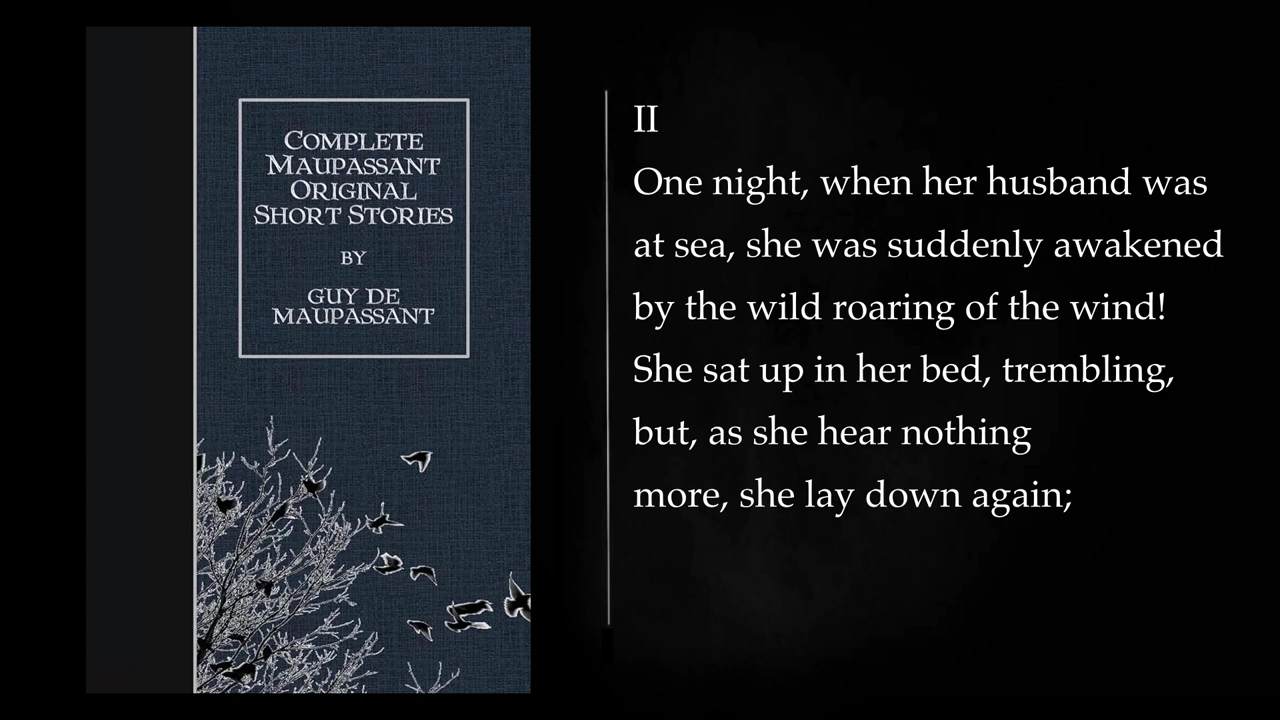 COMPLETE
MAUPASSANT
ORIGINAL
SHORT STORIES
BY
GUY DE
MAUPASSANT
II
One night, when her husband was
at sea, she was suddenly awakened
by the wild roaring of the wind!
She sat up in her bed, trembling,
but, as she hear nothing
more, she lay down again;